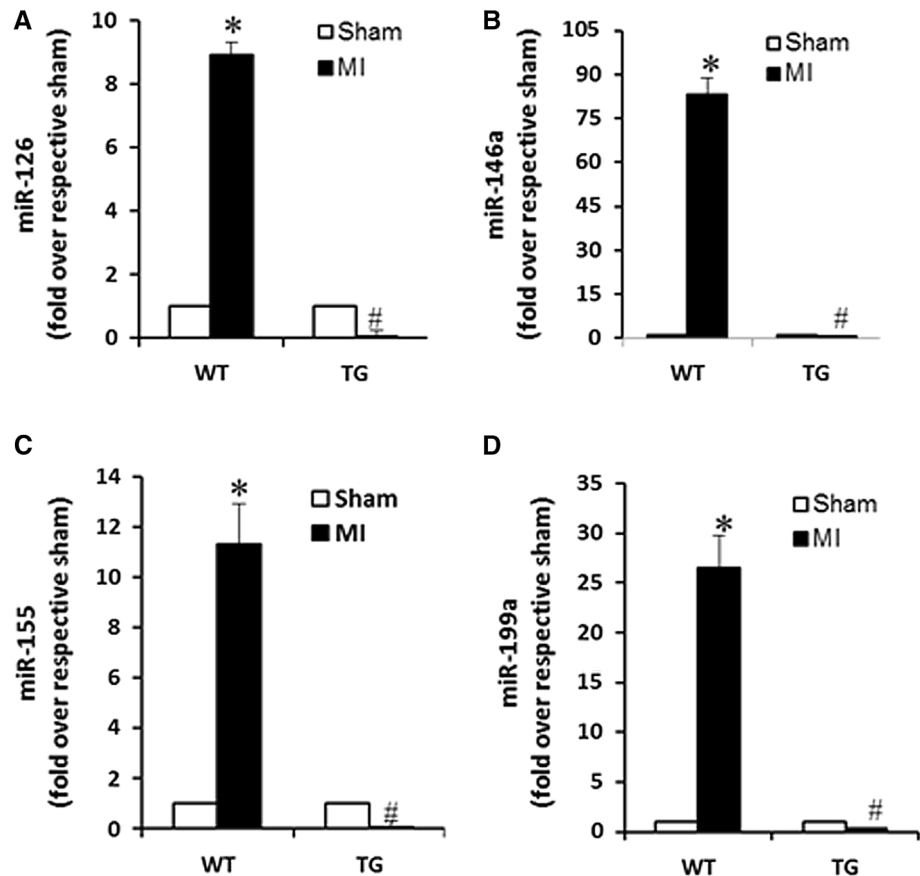 A
miR-126
(fold over respective sham)
10
8
6
4
2
0
*
#
Sham
MI
WT
TG
B
miR-146a
(fold over respective sham)
105
90
75
60
45
30
15
0
*
#
Sham
MI
WT
TG
C
miR-155
(fold over respective sham)
14
12
10
8
6
4
2
0
*
#
Sham
MI
WT
TG
D
miR-199a
(fold over respective sham)
35
30
25
20
15
10
5
0
*
#
Sham
MI
WT
TG